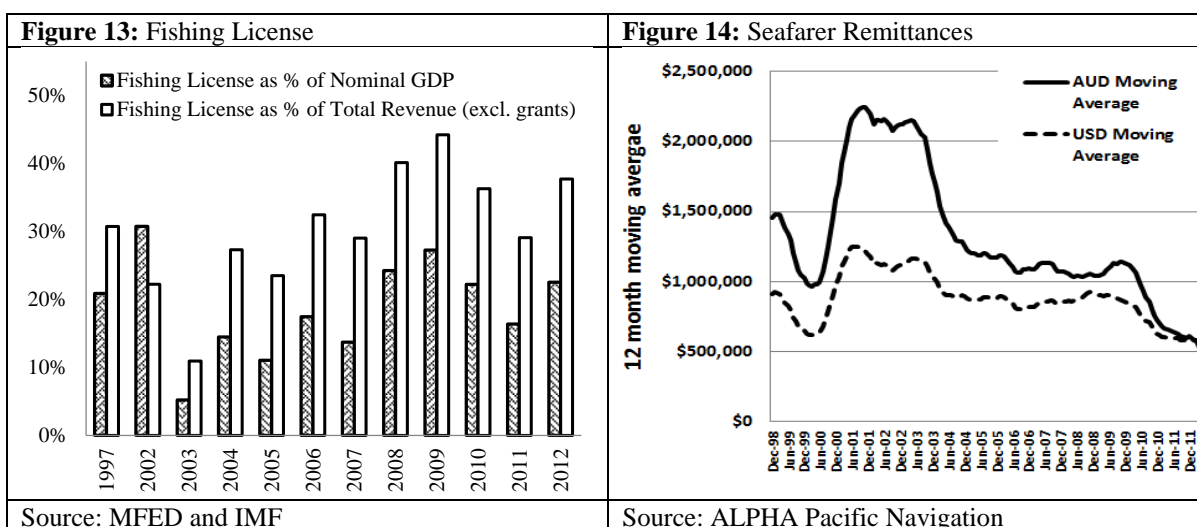 Figure 13: Fishing License
Fishing License as % of Nominal GDP
Fishing License as % of Total Revenue (excl. grants)
50%
40%
30%
20%
10%
0%
1997
2002
2003
2004
2005
2006
2007
2008
2009
2010
2011
2012
Source: MFED and IMF
Figure 14: Seafarer Remittances
12 month moving avergae
$2,500,000
$2,000,000
$1,500,000
$1,000,000
$500,000
$0
AUD Moving
Average
USD Moving
Average
Dec-98
Jun-99
Dec-99
Jun-00
Dec-00
Jun-01
Dec-01
Jun-02
Dec-02
Jun-03
Dec-03
Jun-04
Dec-04
Jun-05
Dec-05
Jun-06
Dec-06
Jun-07
Dec-07
Jun-08
Dec-08
Jun-09
Dec-09
Jun-10
Dec-10
Jun-11
Dec-11
Source: ALPHA Pacific Navigation